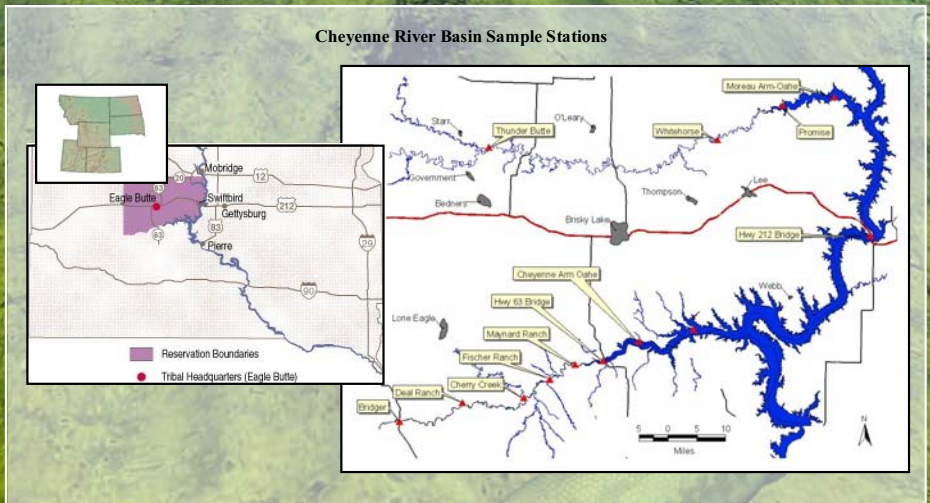 Cheyenne River Basin Sample Stations
Mobridge
63
20
12
Eagle Butte
Swiftbird
212
Gettysburg
63
83
Pierre
29
90
Reservation Boundaries
Tribal Headquarters (Eagle Butte)
Moreau Arm-Oahe
Starr
O'Leary
Thunder Butte
Whitehorse
Promise
Government
Bedners
Thompson
Lee
Brisky Lake
Hwy 212 Bridge
Cheyenne Arm Oahe
Webb
Hwy 63 Bridge
Lone Eagle
Maynard Ranch
Fischer Ranch
Cherry Creek
Deal Ranch
Bridger
N
5 0 5 10
Miles